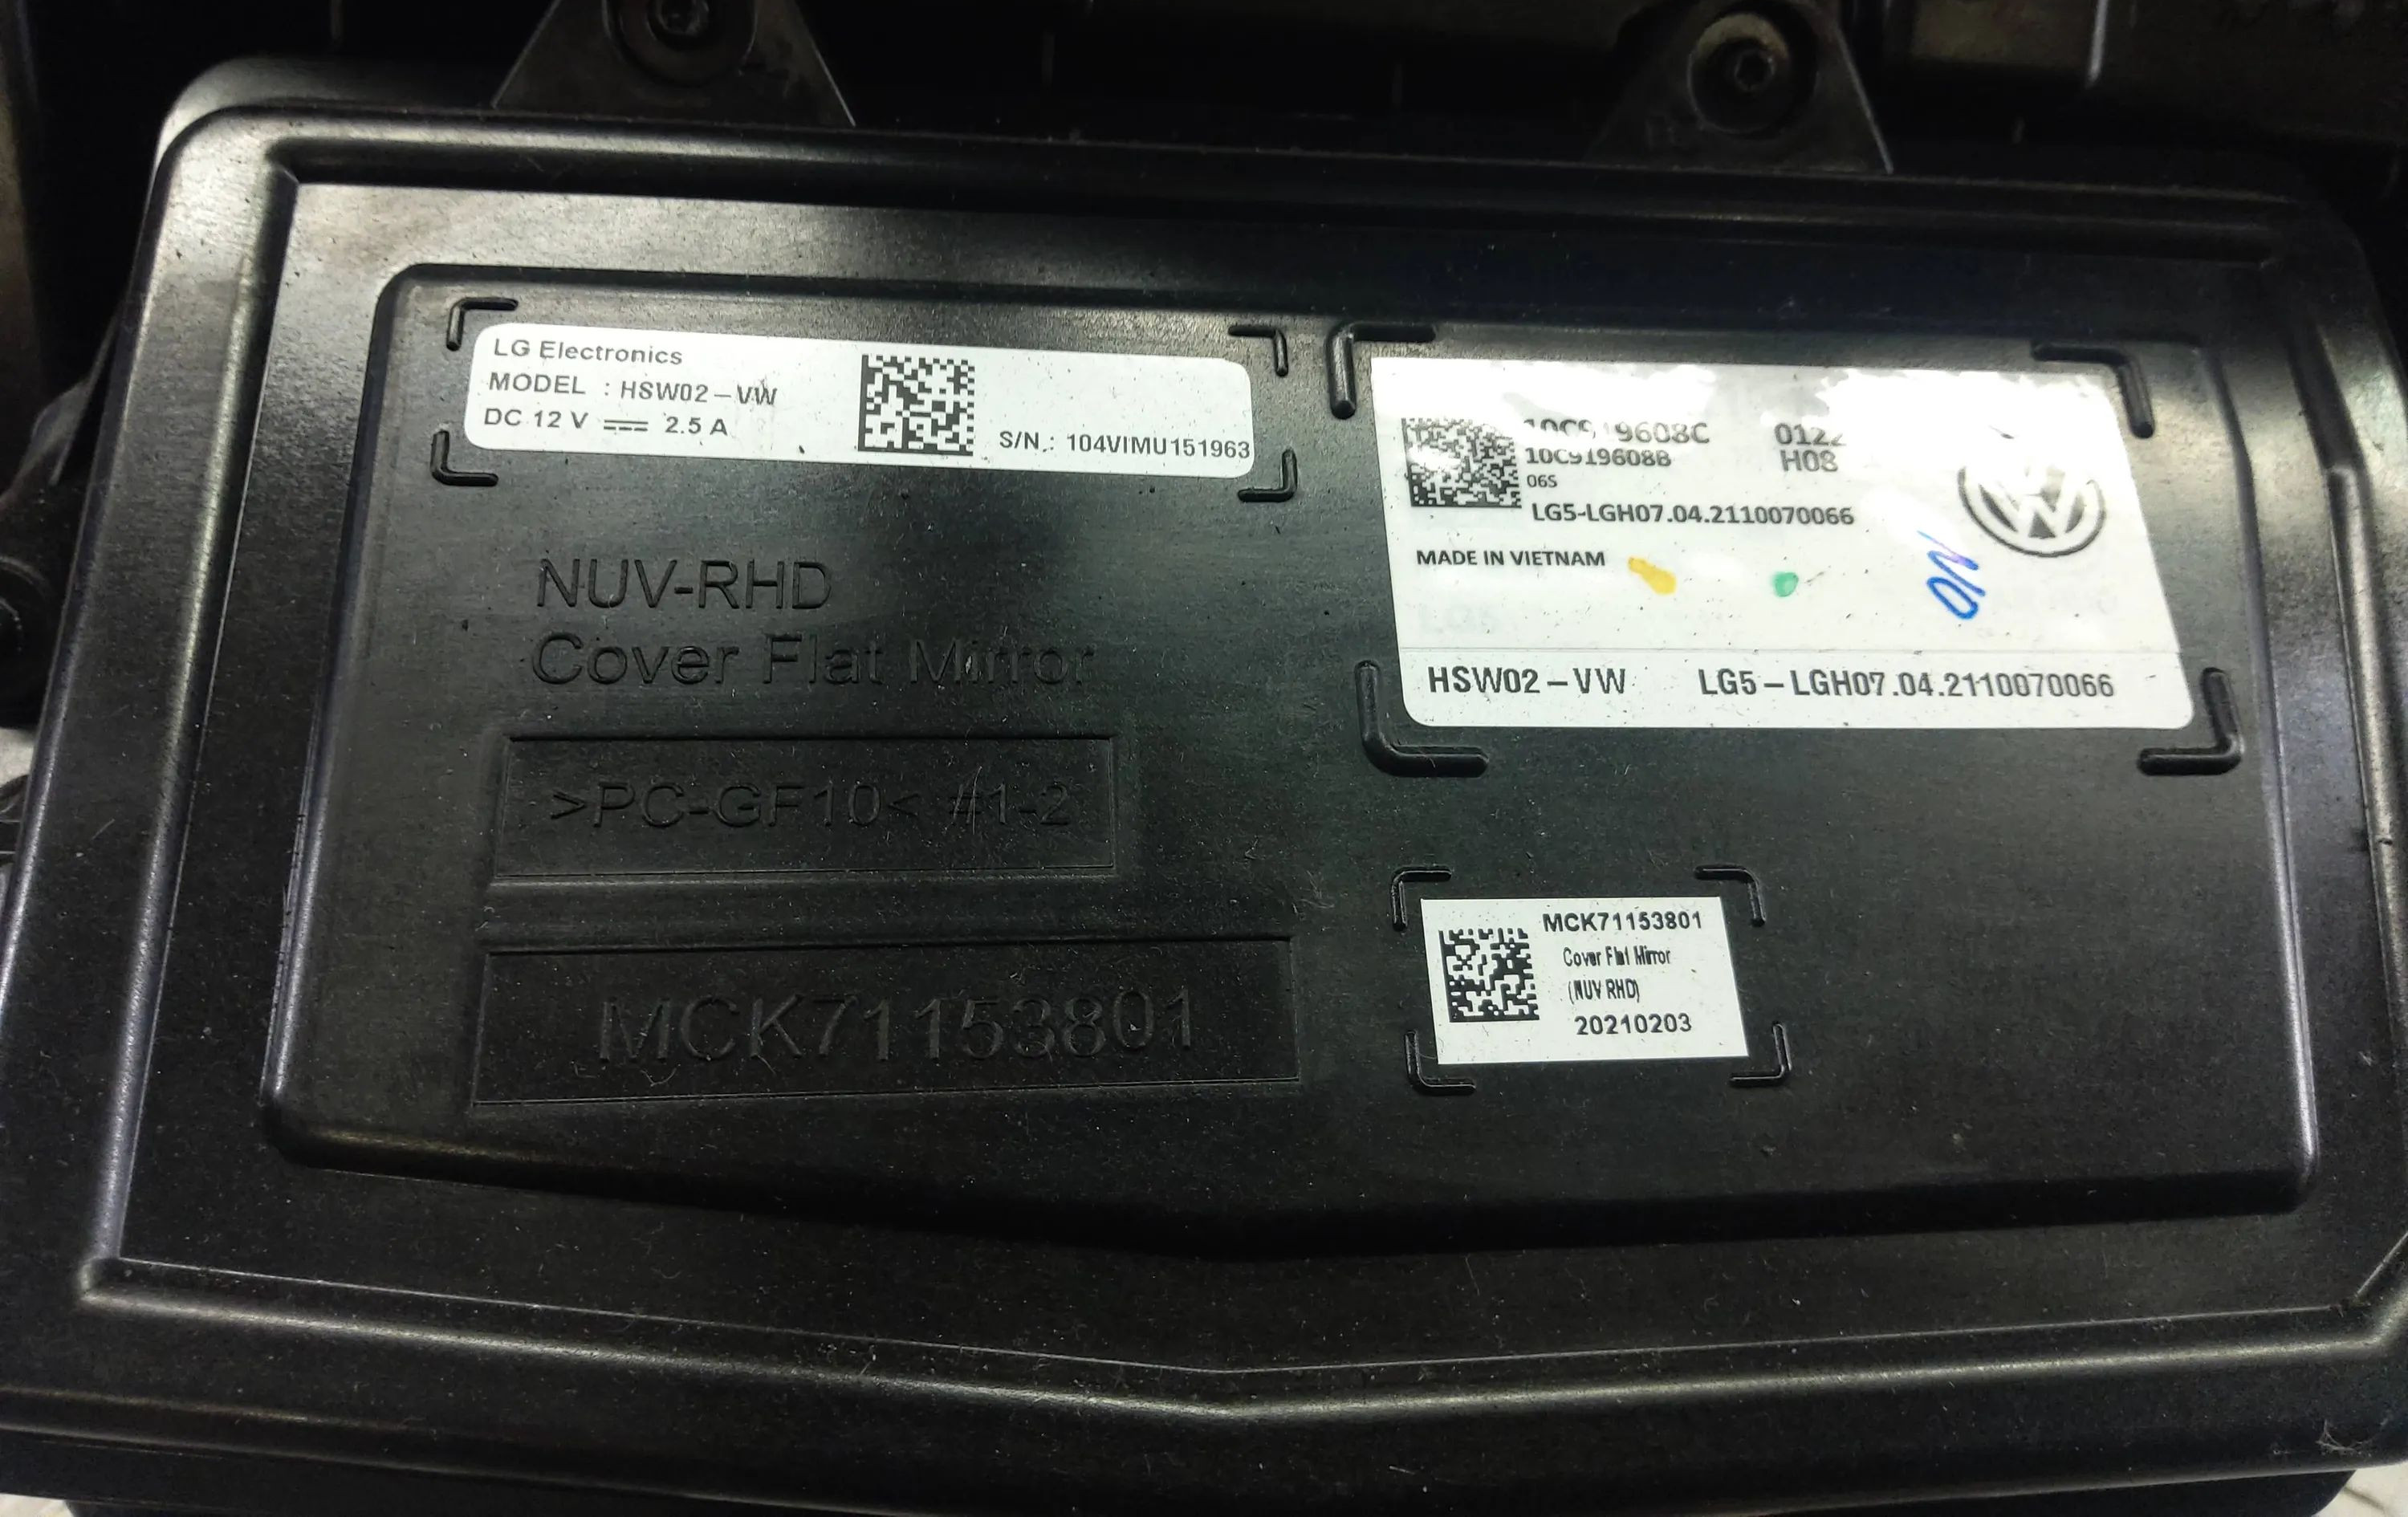 LG Electronics
MODEL : HSW02-VW
DC 12 V ⎓ 2.5 A
S/N.: 104VIMU151963
NUV-RHD
Cover Flat Mirror
>PC-GF10< #1-2
MCK71153801
10C919608B
H08
06S
LG5-LGH07.04.2110070066
MADE IN VIETNAM
HSW02-VW LG5-LGH07.04.2110070066
MCK71153801
Cover Flat Mirror
(NUV RHD)
20210203